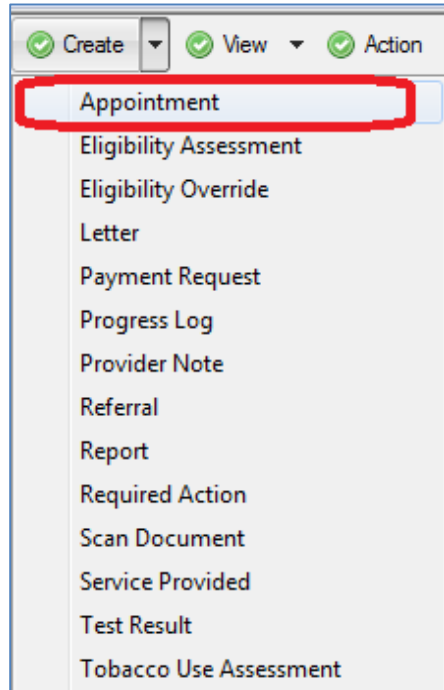 Create View Action
Appointment
Eligibility Assessment
Eligibility Override
Letter
Payment Request
Progress Log
Provider Note
Referral
Report
Required Action
Scan Document
Service Provided
Test Result
Tobacco Use Assessment